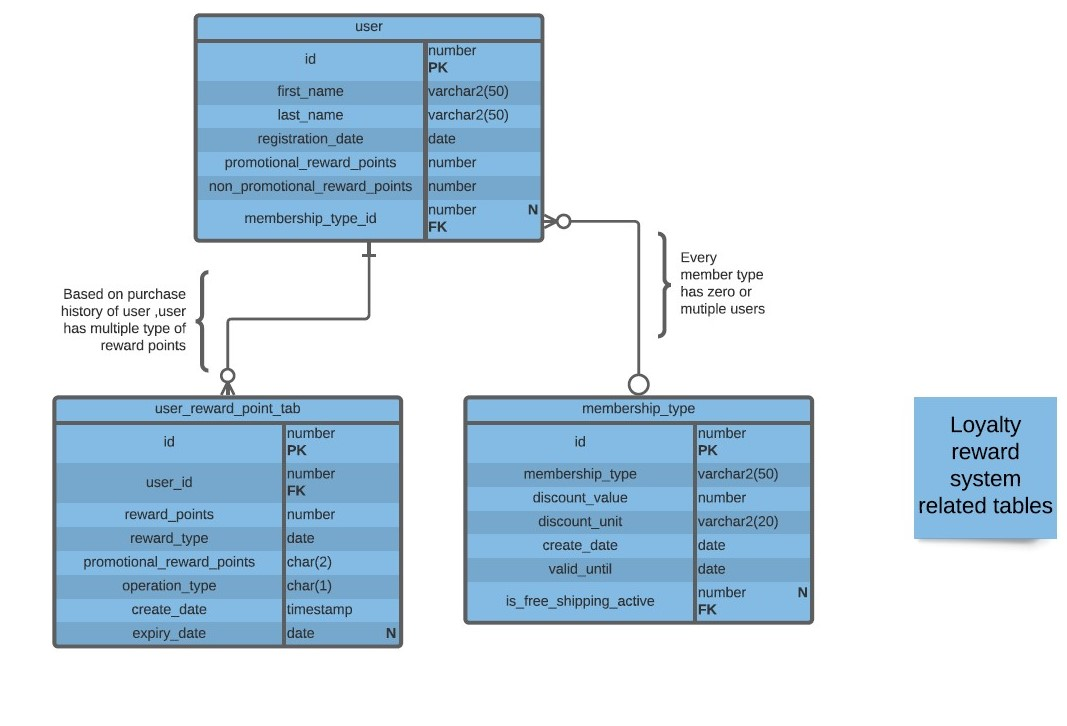 user
id number
PK
first_name varchar2(50)
last_name varchar2(50)
registration_date date
promotional_reward_points number
non_promotional_reward_points number
membership_type_id number N
FK
Based on purchase
history of user ,user
has multiple type of
reward points
Every
member type
has zero or
mutiple users
user_reward_point_tab
id number
PK
user_id number
FK
reward_points number
reward_type date
promotional_reward_points char(2)
operation_type char(1)
create_date timestamp
expiry_date date N
membership_type
id number
PK
membership_type varchar2(50)
discount_value number
discount_unit varchar2(20)
create_date date
valid_until date
is_free_shipping_active number N
FK
Loyalty
reward
system
related tables